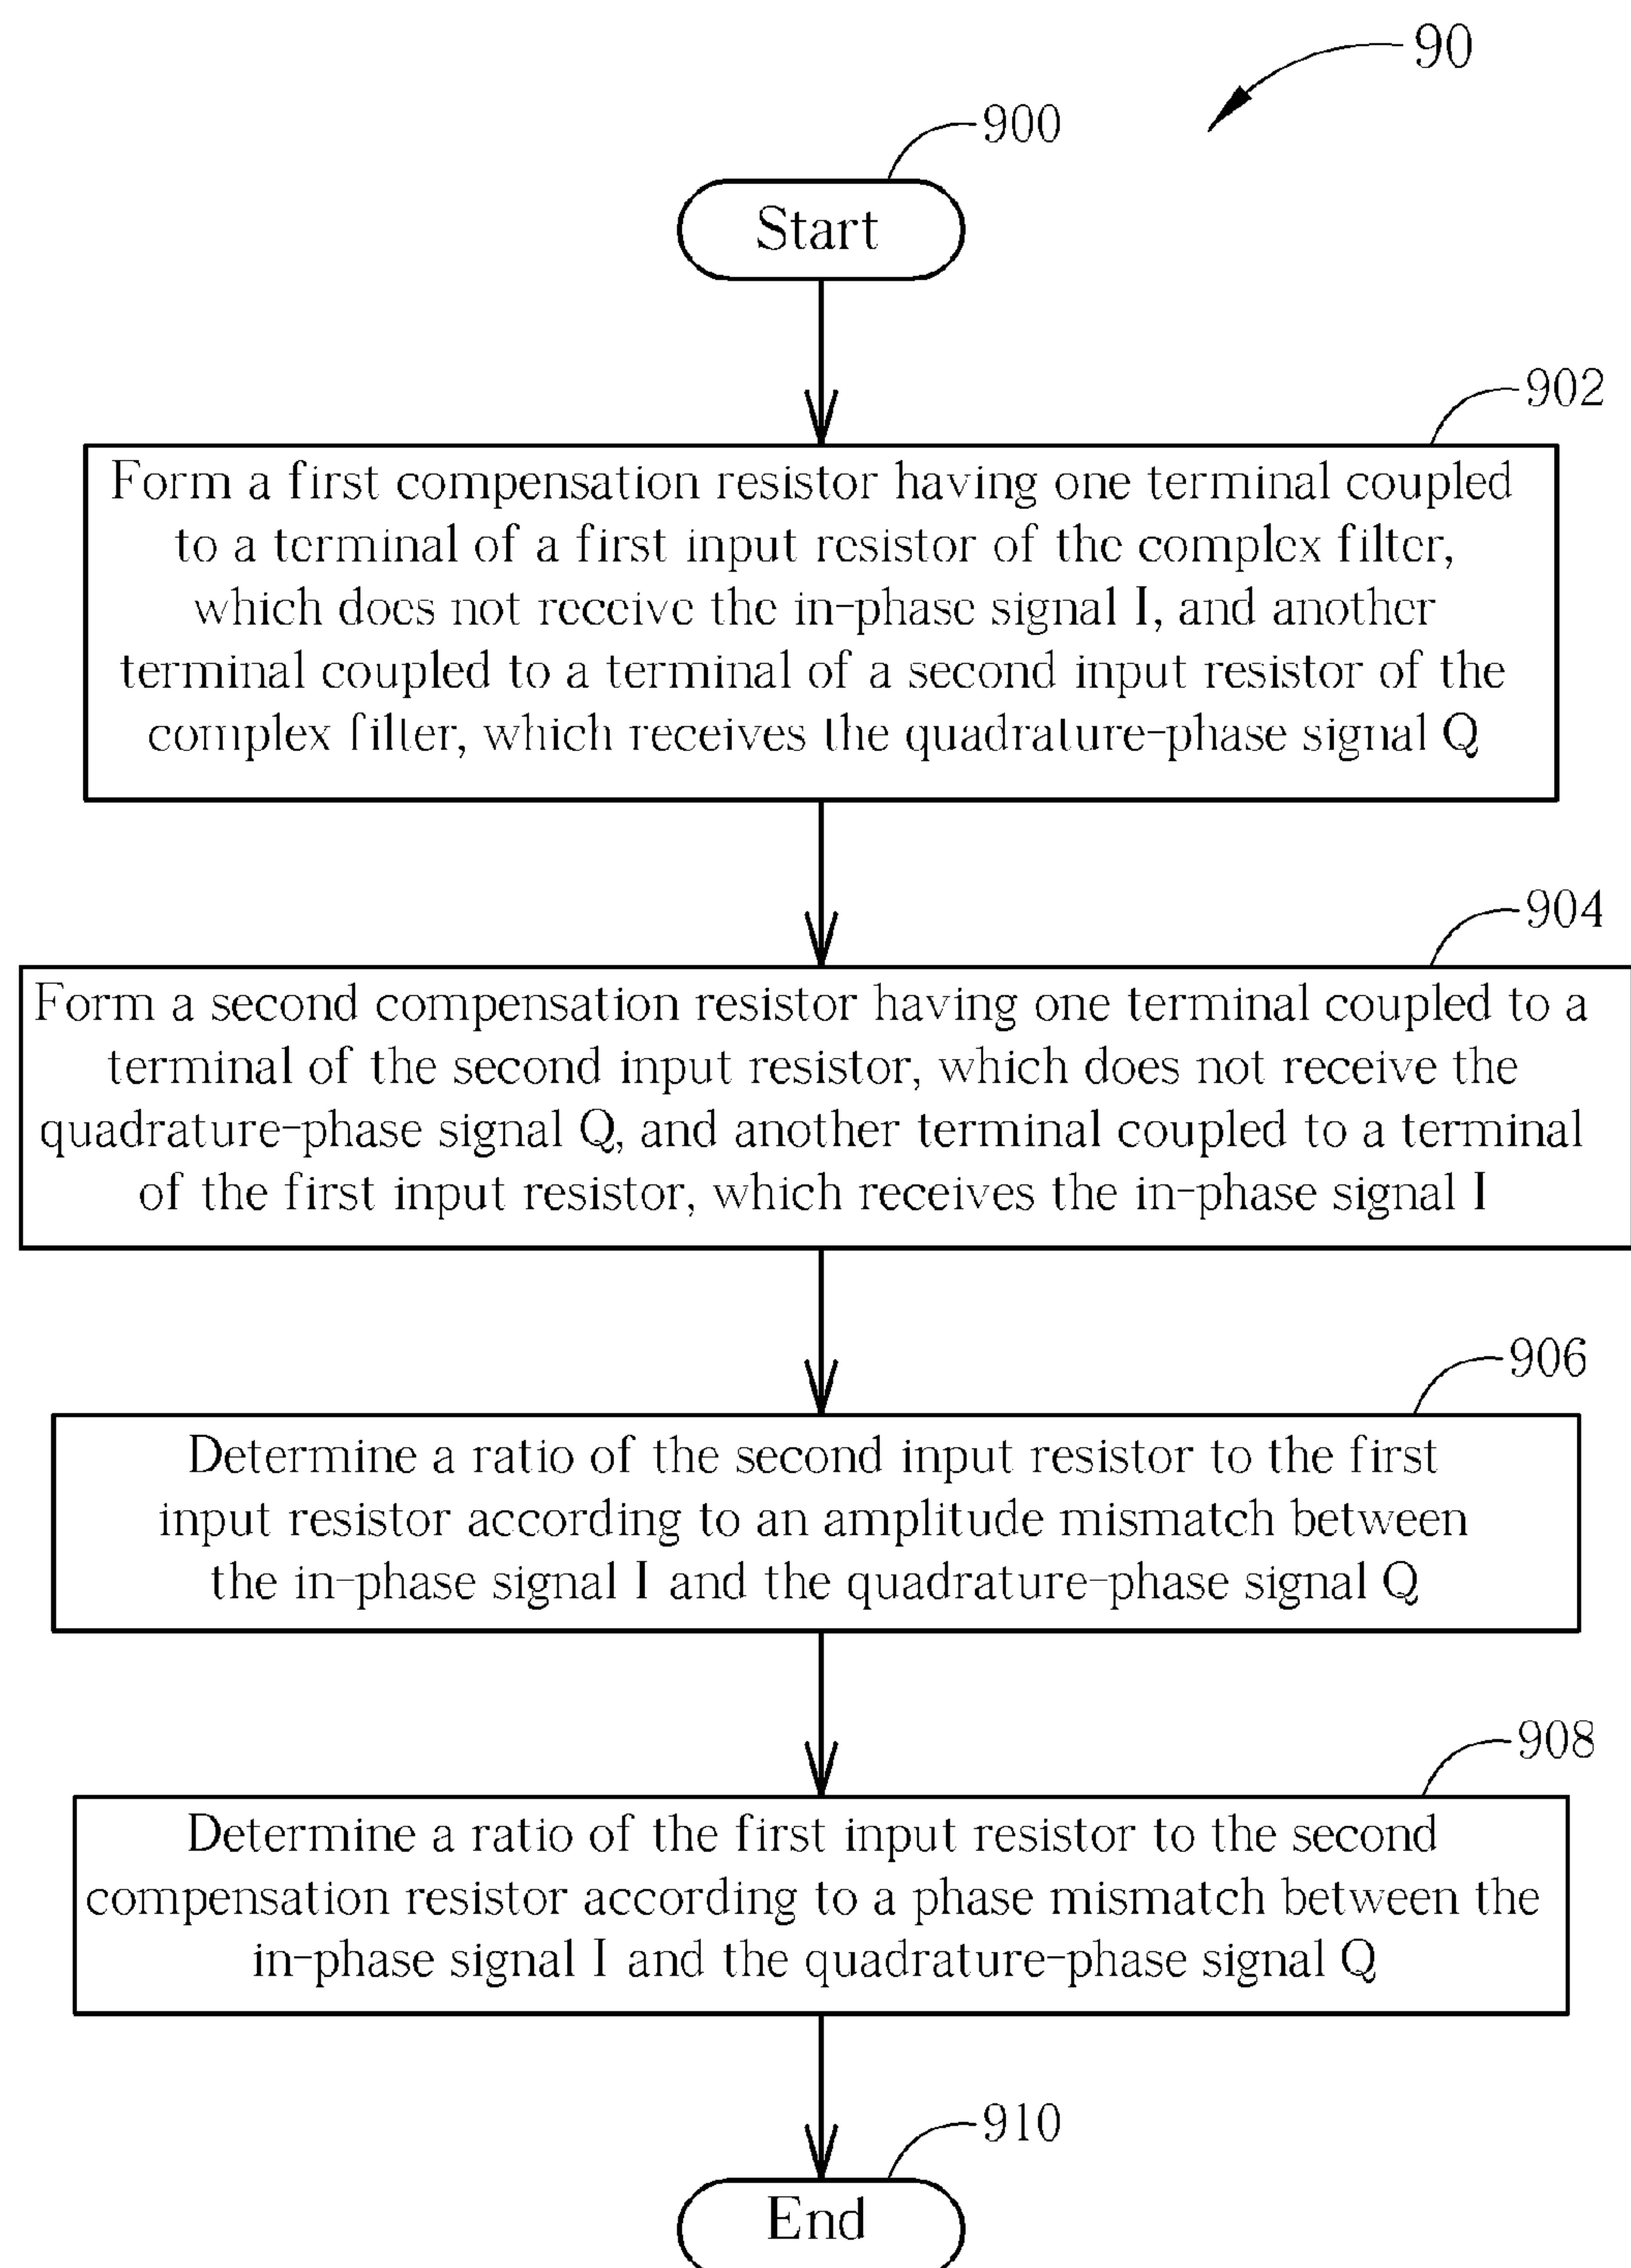 90
900
Start
902
Form a first compensation resistor having one terminal coupled
to a terminal of a first input resistor of the complex filter,
which does not receive the in-phase signal I, and another
terminal coupled to a terminal of a second input resistor of the
complex filter, which receives the quadrature-phase signal Q
904
Form a second compensation resistor having one terminal coupled to a
terminal of the second input resistor, which does not receive the
quadrature-phase signal Q, and another terminal coupled to a terminal
of the first input resistor, which receives the in-phase signal I
906
Determine a ratio of the second input resistor to the first
input resistor according to an amplitude mismatch between
the in-phase signal I and the quadrature-phase signal Q
908
Determine a ratio of the first input resistor to the second
compensation resistor according to a phase mismatch between the
in-phase signal I and the quadrature-phase signal Q
910
End